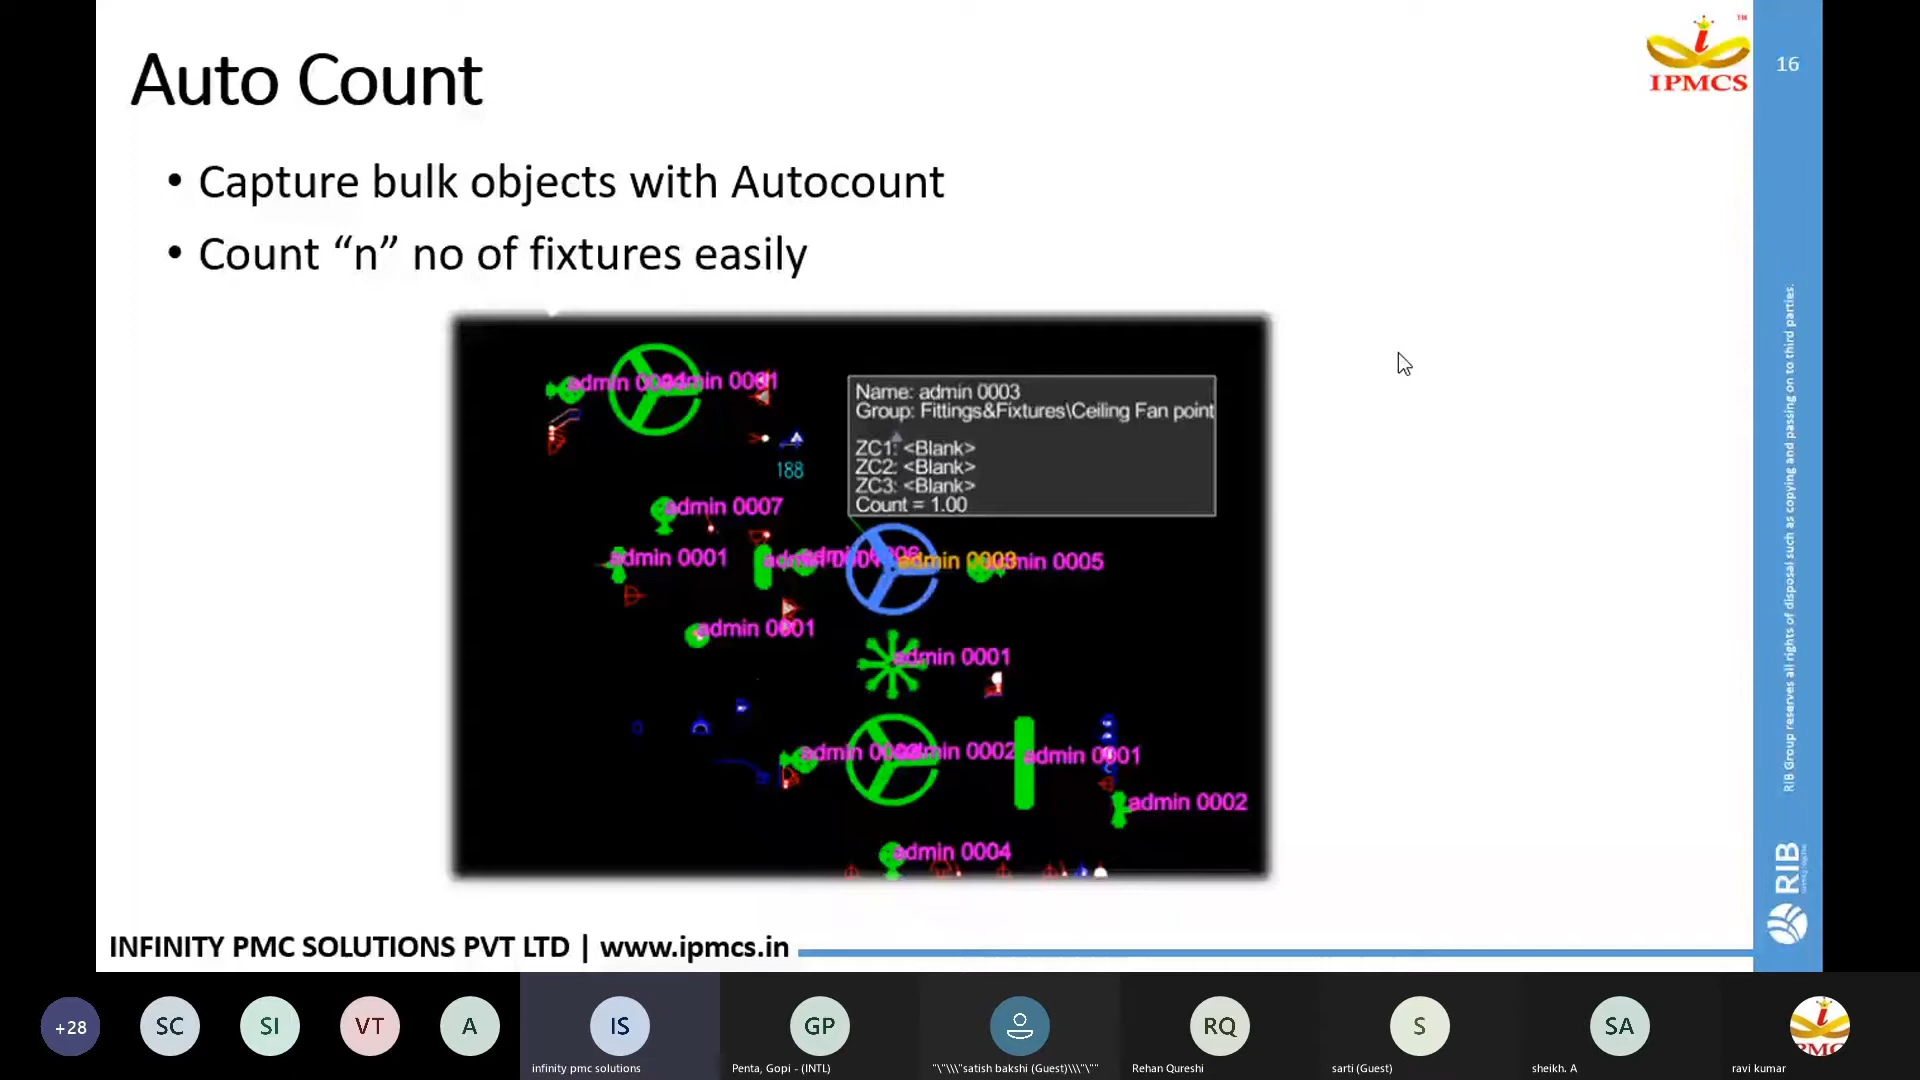 Auto Count
TM
IPMCS
16
• Capture bulk objects with Autocount
• Count “n” no of fixtures easily
admin 0001
Name: admin 0003
Group: Fittings&Fixtures\Ceiling Fan point
ZC1: <Blank>
ZC2: <Blank>
ZC3: <Blank>
Count = 1.00
188
admin 0007
admin 0001
admin 0003
admin 0005
admin 0001
admin 0001
admin 0002
admin 0001
admin 0002
admin 0004
RIB Group reserves all rights of disposal such as copying and passing on to third parties.
RIB
INFINITY PMC SOLUTIONS PVT LTD | www.ipmcs.in
+28
SC
SI
VT
A
IS
GP
RQ
S
SA
infinity pmc solutions
Penta, Gopi - (INTL)
"\"\\\"satish bakshi (Guest)\\\"\""
Rehan Qureshi
sarti (Guest)
sheikh. A
ravi kumar